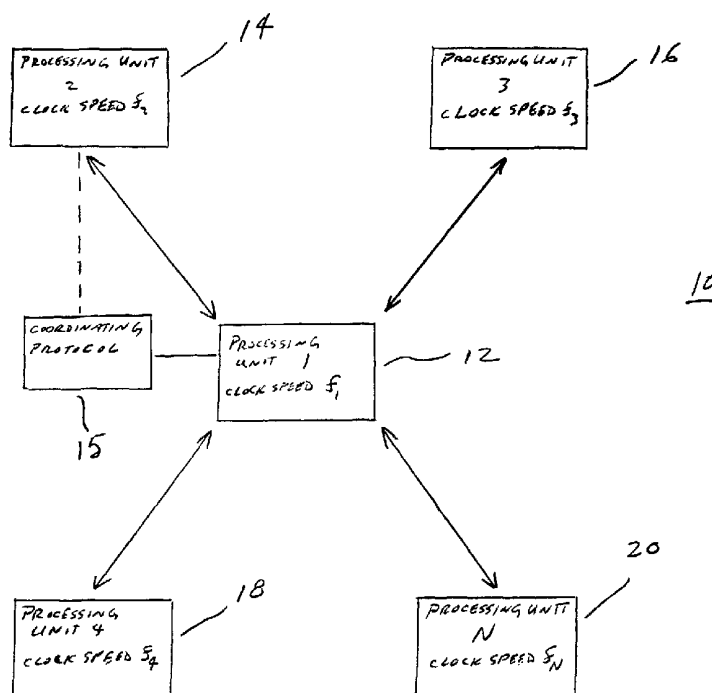 14
PROCESSING UNIT
2
CLOCK SPEED f₂
16
PROCESSING UNIT
3
CLOCK SPEED f₃
10
COORDINATING
PROTOCOL
15
PROCESSING
UNIT 1
CLOCK SPEED f₁
12
18
PROCESSING
UNIT 4
CLOCK SPEED f₄
20
PROCESSING UNIT
N
CLOCK SPEED f_N